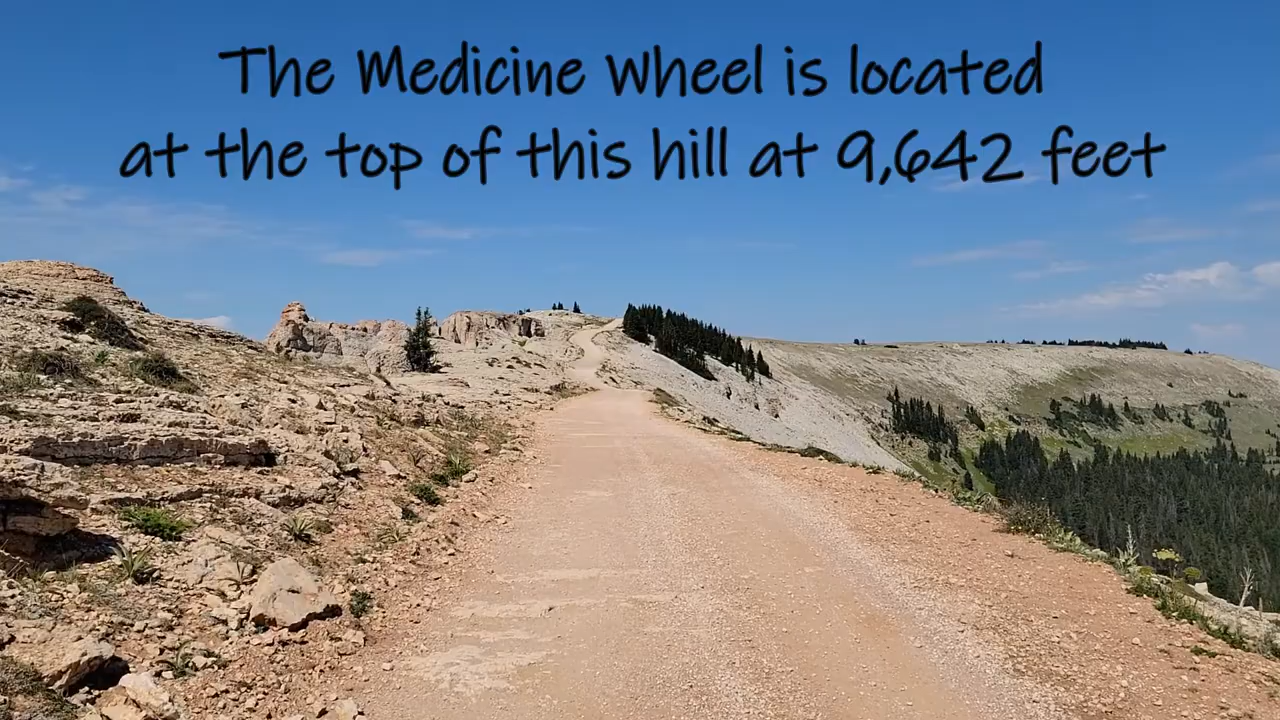 The Medicine Wheel is located
at the top of this hill at 9,642 feet